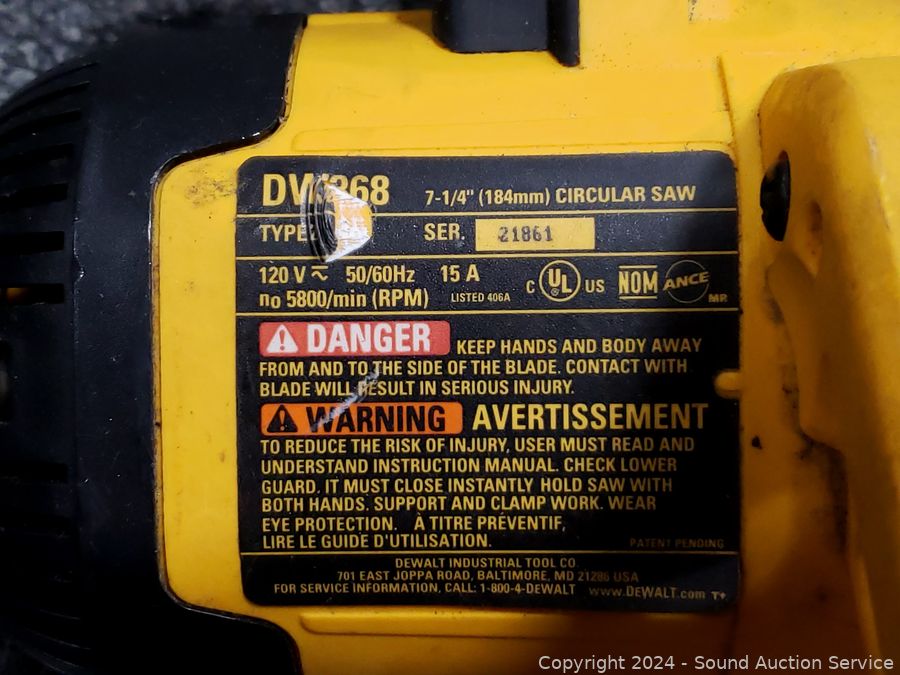 7-1/4" (184mm) CIRCULAR SAW
TYPE SER. 21861
120 V 50/60Hz 15 A
no 5800/min (RPM) LISTED 406A C UL US NOM ANCE MR
DANGER KEEP HANDS AND BODY AWAY
FROM AND TO THE SIDE OF THE BLADE. CONTACT WITH
BLADE WILL RESULT IN SERIOUS INJURY.
WARNING AVERTISSEMENT
TO REDUCE THE RISK OF INJURY, USER MUST READ AND
UNDERSTAND INSTRUCTION MANUAL. CHECK LOWER
GUARD. IT MUST CLOSE INSTANTLY HOLD SAW WITH
BOTH HANDS. SUPPORT AND CLAMP WORK. WEAR
EYE PROTECTION. À TITRE PRÉVENTIF,
LIRE LE GUIDE D'UTILISATION.
PATENT PENDING
DEWALT INDUSTRIAL TOOL CO.
701 EAST JOPPA ROAD, BALTIMORE, MD 21286 USA
FOR SERVICE INFORMATION, CALL: 1-800-4-DEWALT www.DEWALT.com
Copyright 2024 - Sound Auction Service